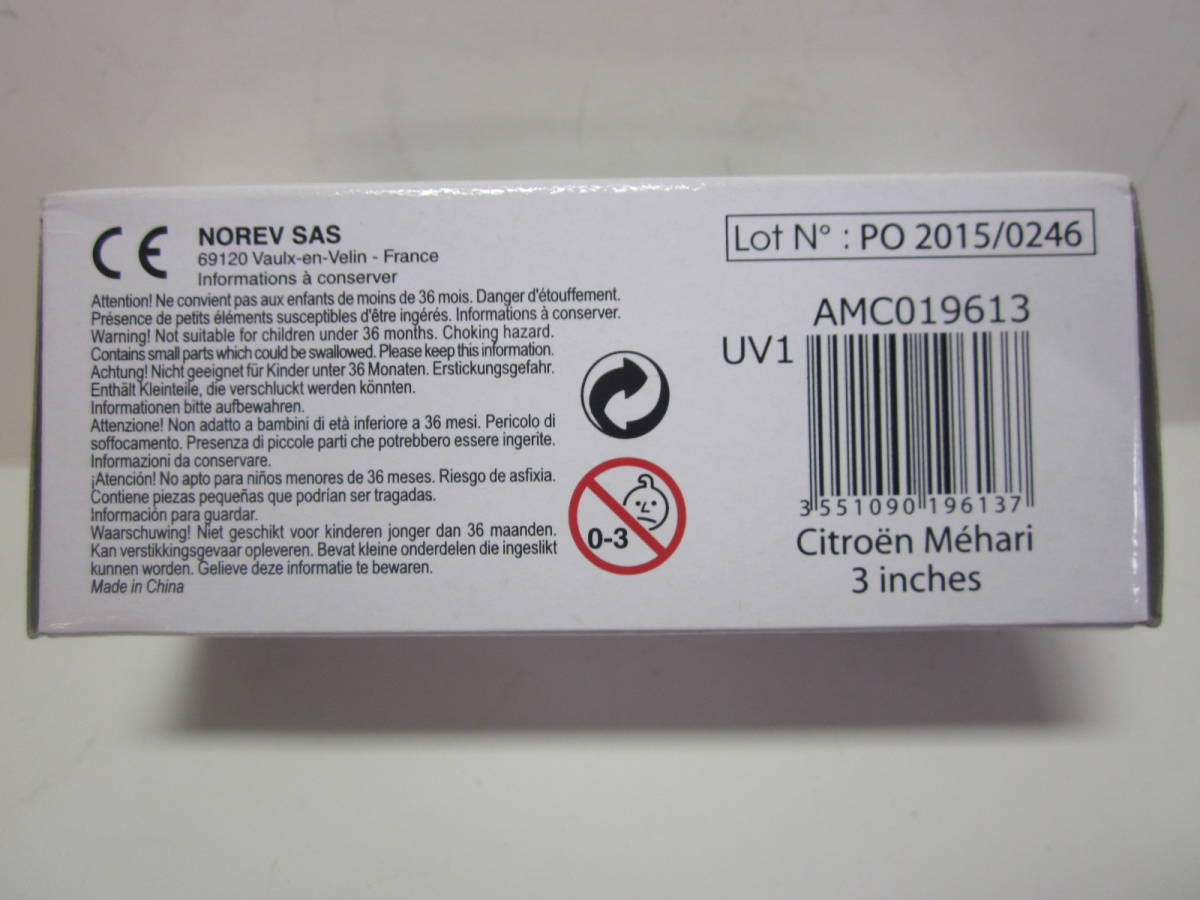 CE
NOREV SAS
69120 Vaulx-en-Velin - France
Informations à conserver
Attention! Ne convient pas aux enfants de moins de 36 mois. Danger d'étouffement.
Présence de petits éléments susceptibles d'être ingérés. Informations à conserver.
Warning! Not suitable for children under 36 months. Choking hazard.
Contains small parts which could be swallowed. Please keep this information.
Achtung! Nicht geeignet für Kinder unter 36 Monaten. Erstickungsgefahr.
Enthält Kleinteile, die verschluckt werden könnten.
Informationen bitte aufbewahren.
Attenzione! Non adatto a bambini di età inferiore a 36 mesi. Pericolo di
soffocamento. Presenza di piccole parti che potrebbero essere ingerite.
Informazioni da conservare.
¡Atención! No apto para niños menores de 36 meses. Riesgo de asfixia.
Contiene piezas pequeñas que podrían ser tragadas.
Información para guardar.
Waarschuwing! Niet geschikt voor kinderen jonger dan 36 maanden.
Kan verstikkingsgevaar opleveren. Bevat kleine onderdelen die ingeslikt
kunnen worden. Gelieve deze informatie te bewaren.
Made in China
0-3
Lot N° : PO 2015/0246
AMC019613
UV1
3 551090 196137
Citroën Méhari
3 inches